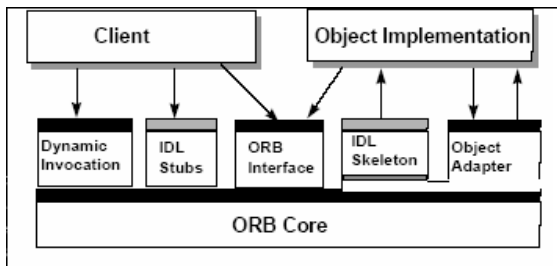 Client
Object Implementation
Dynamic
Invocation
IDL
Stubs
ORB
Interface
IDL
Skeleton
Object
Adapter
ORB Core